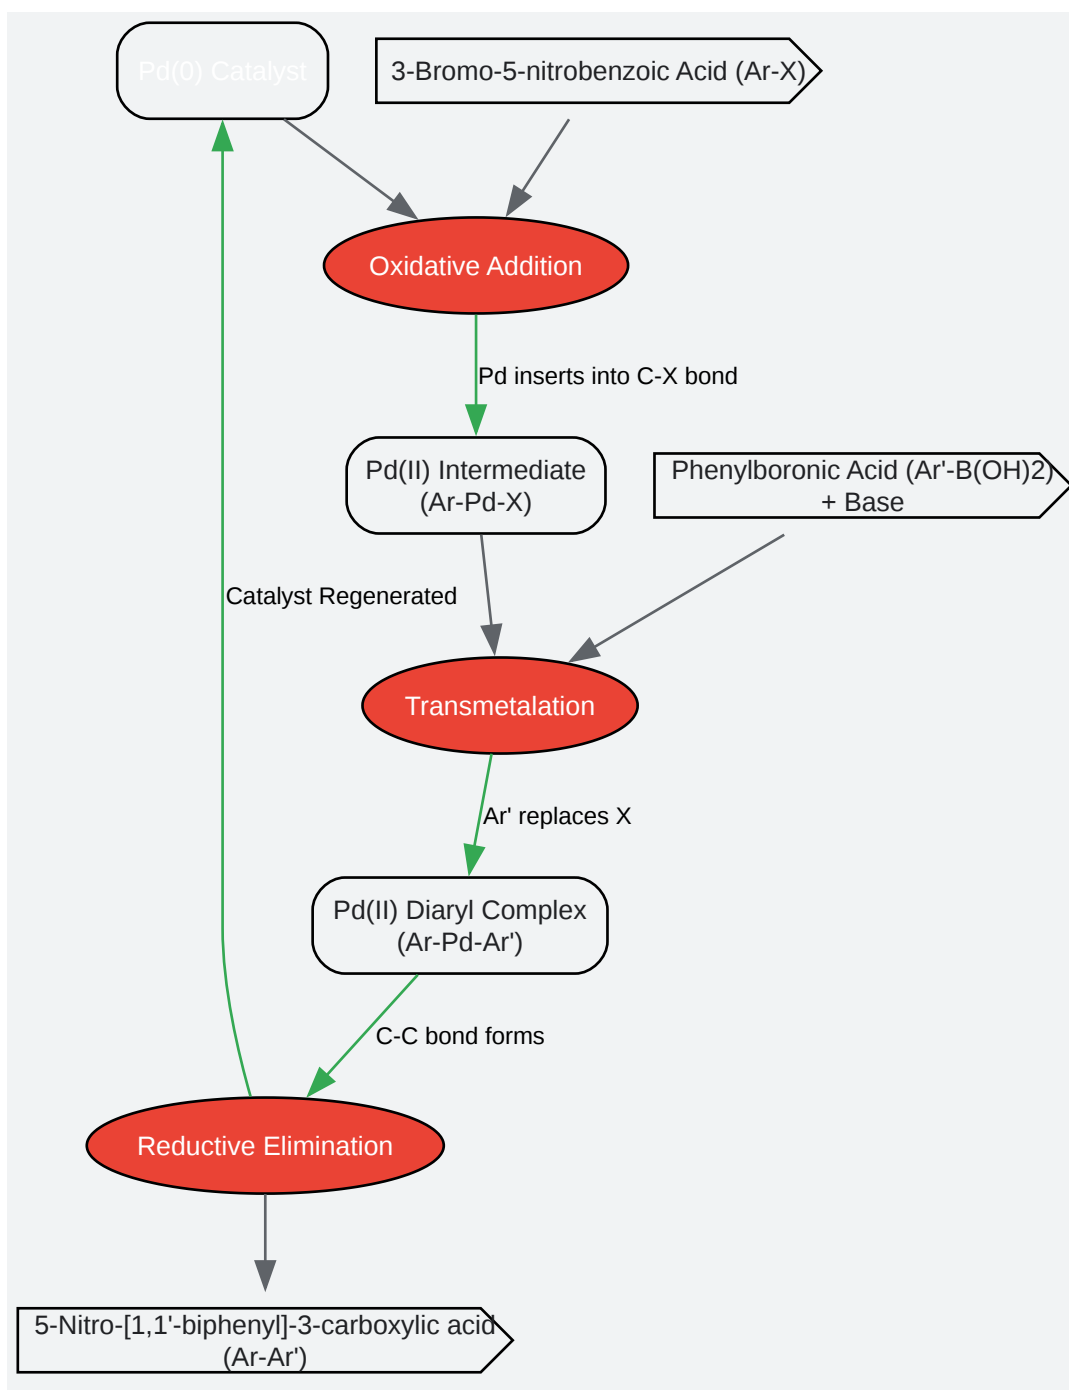 Pd(0) Catalyst
3-Bromo-5-nitrobenzoic Acid (Ar-X)
Oxidative Addition
Pd inserts into C-X bond
Pd(II) Intermediate
(Ar-Pd-X)
Phenylboronic Acid (Ar'-B(OH)2)
+ Base
Catalyst Regenerated
Transmetalation
Ar' replaces X
Pd(II) Diaryl Complex
(Ar-Pd-Ar')
C-C bond forms
Reductive Elimination
5-Nitro-[1,1'-biphenyl]-3-carboxylic acid
(Ar-Ar')